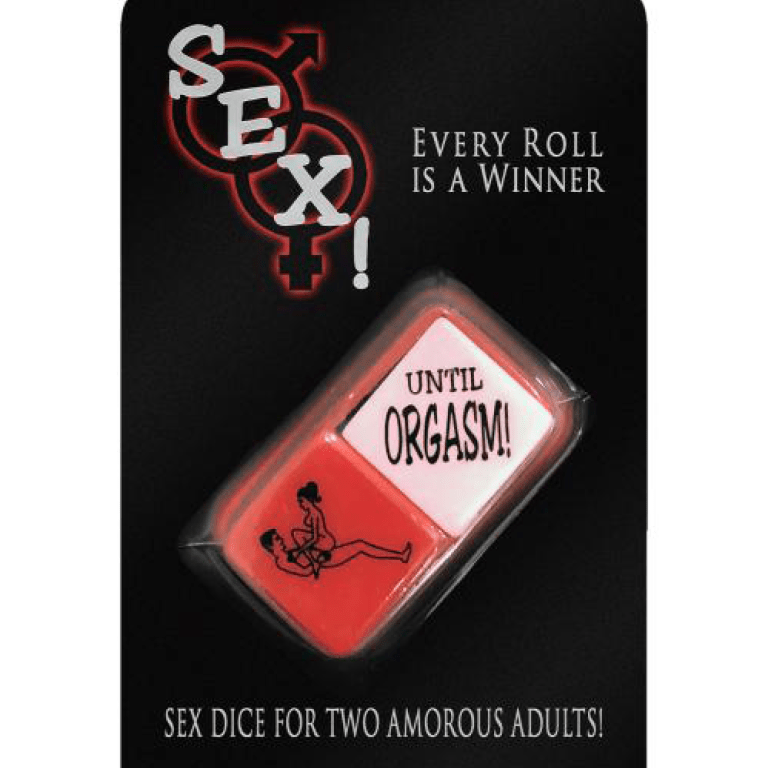 SEX!
EVERY ROLL
IS A WINNER
UNTIL
ORGASM!
SEX DICE FOR TWO AMOROUS ADULTS!